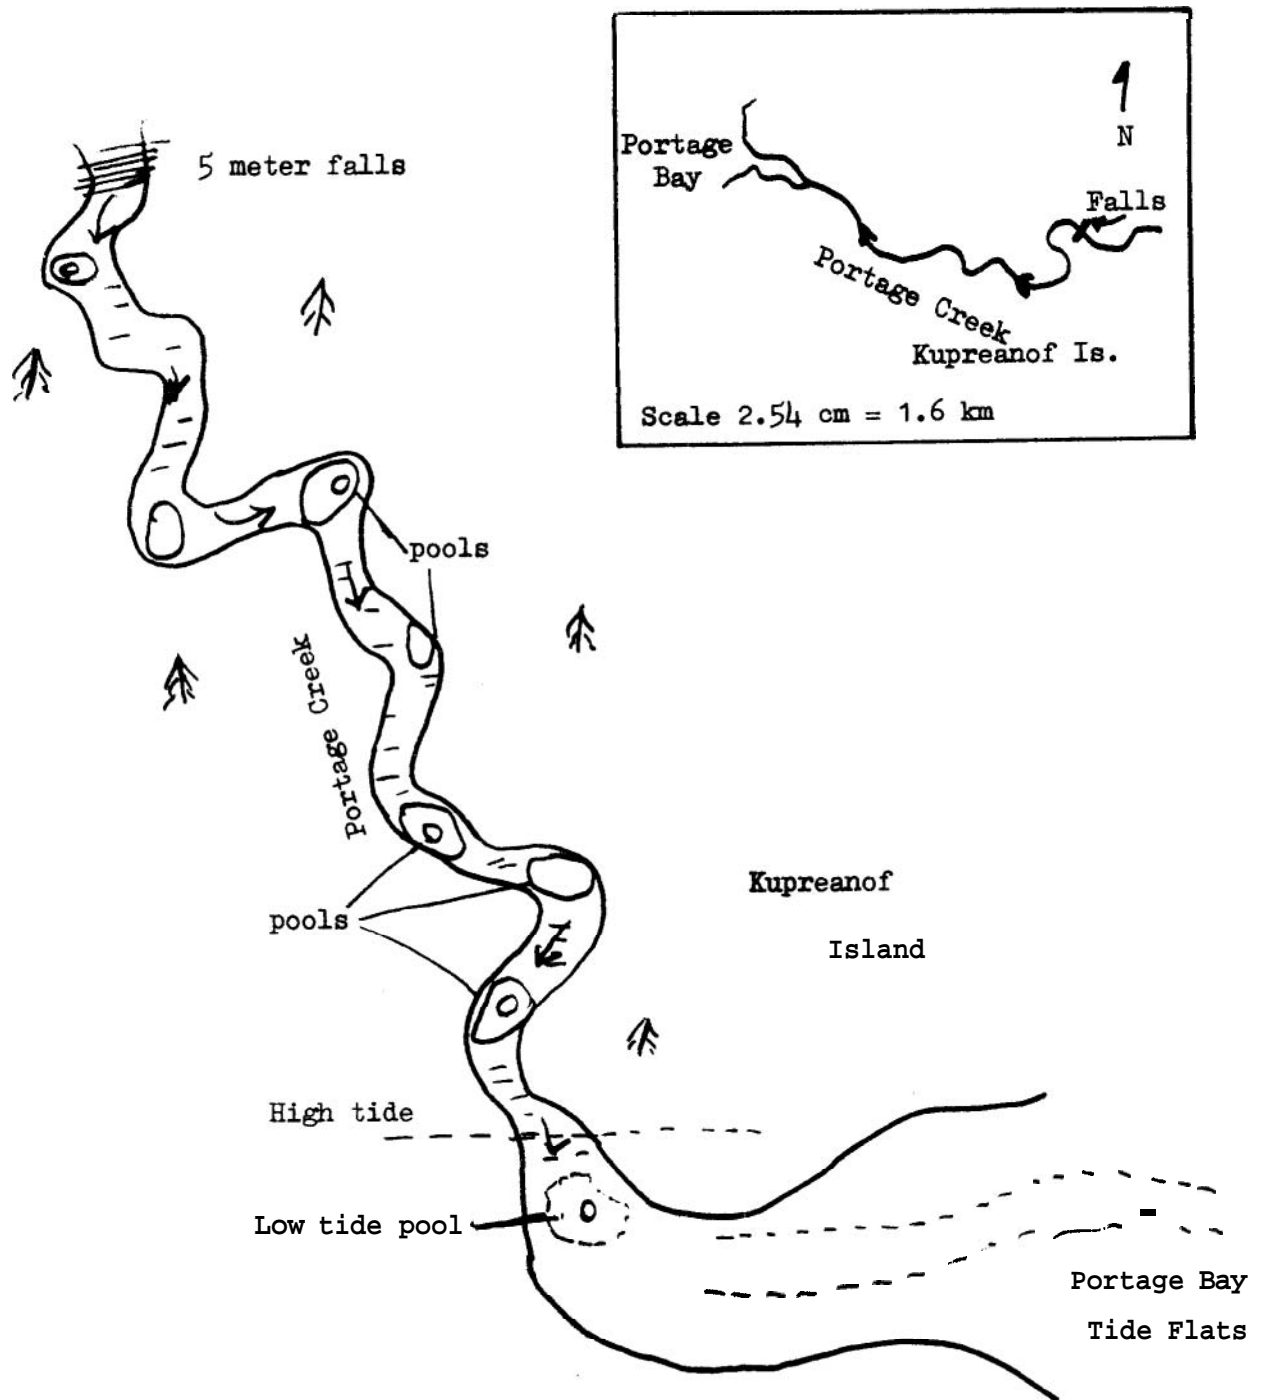 5 meter falls
Portage
Bay
N
Falls
Portage Creek
Kupreanof Is.
Scale 2.54 cm = 1.6 km
pools
Portage Creek
pools
Kupreanof
Island
High tide
Low tide pool
Portage Bay
Tide Flats